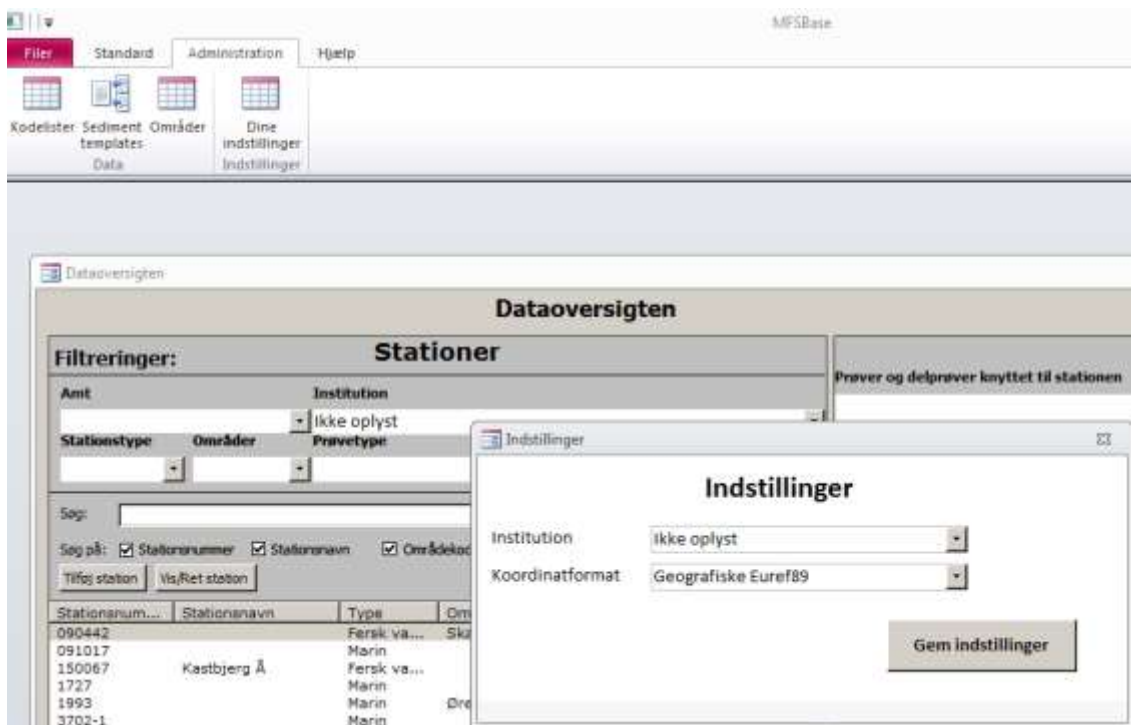 MFSBase
Filer Standard Administration Hjælp
Kodelister Sediment templates Områder Dine indstillinger
Data Indstillinger
Dataoversigten
Dataoversigten
Filtreringer: Stationer
Prøver og delprøver knyttet til stationen
Amt Institution
Ikke oplyst
Stationstype Områder Prøvetype
Søg:
Søg på: Stationsnummer Stationsnavn
Tilføj station Vis/Ret station
Stationsnum... Stationsnavn Type
090442 Fersk va...
091017 Marin
150067 Kastbjerg Å Fersk va...
1727 Marin
1993 Marin
3702-1 Marin
Indstillinger
Indstillinger
Institution Ikke oplyst
Koordinatformat Geografiske Euref89
Gem indstillinger